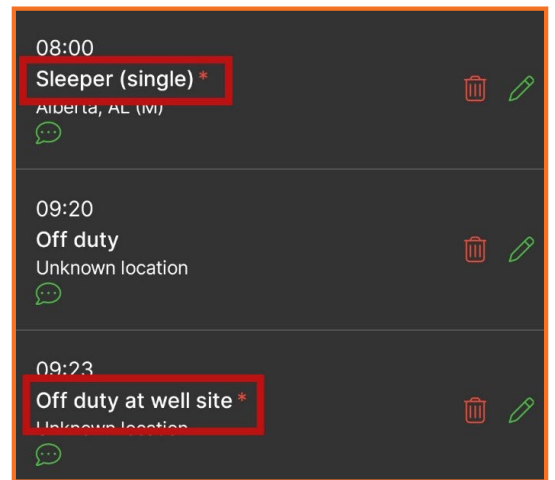 08:00
Sleeper (single) *
Alberta, AL (M)
09:20
Off duty
Unknown location
09:23
Off duty at well site *
Unknown location